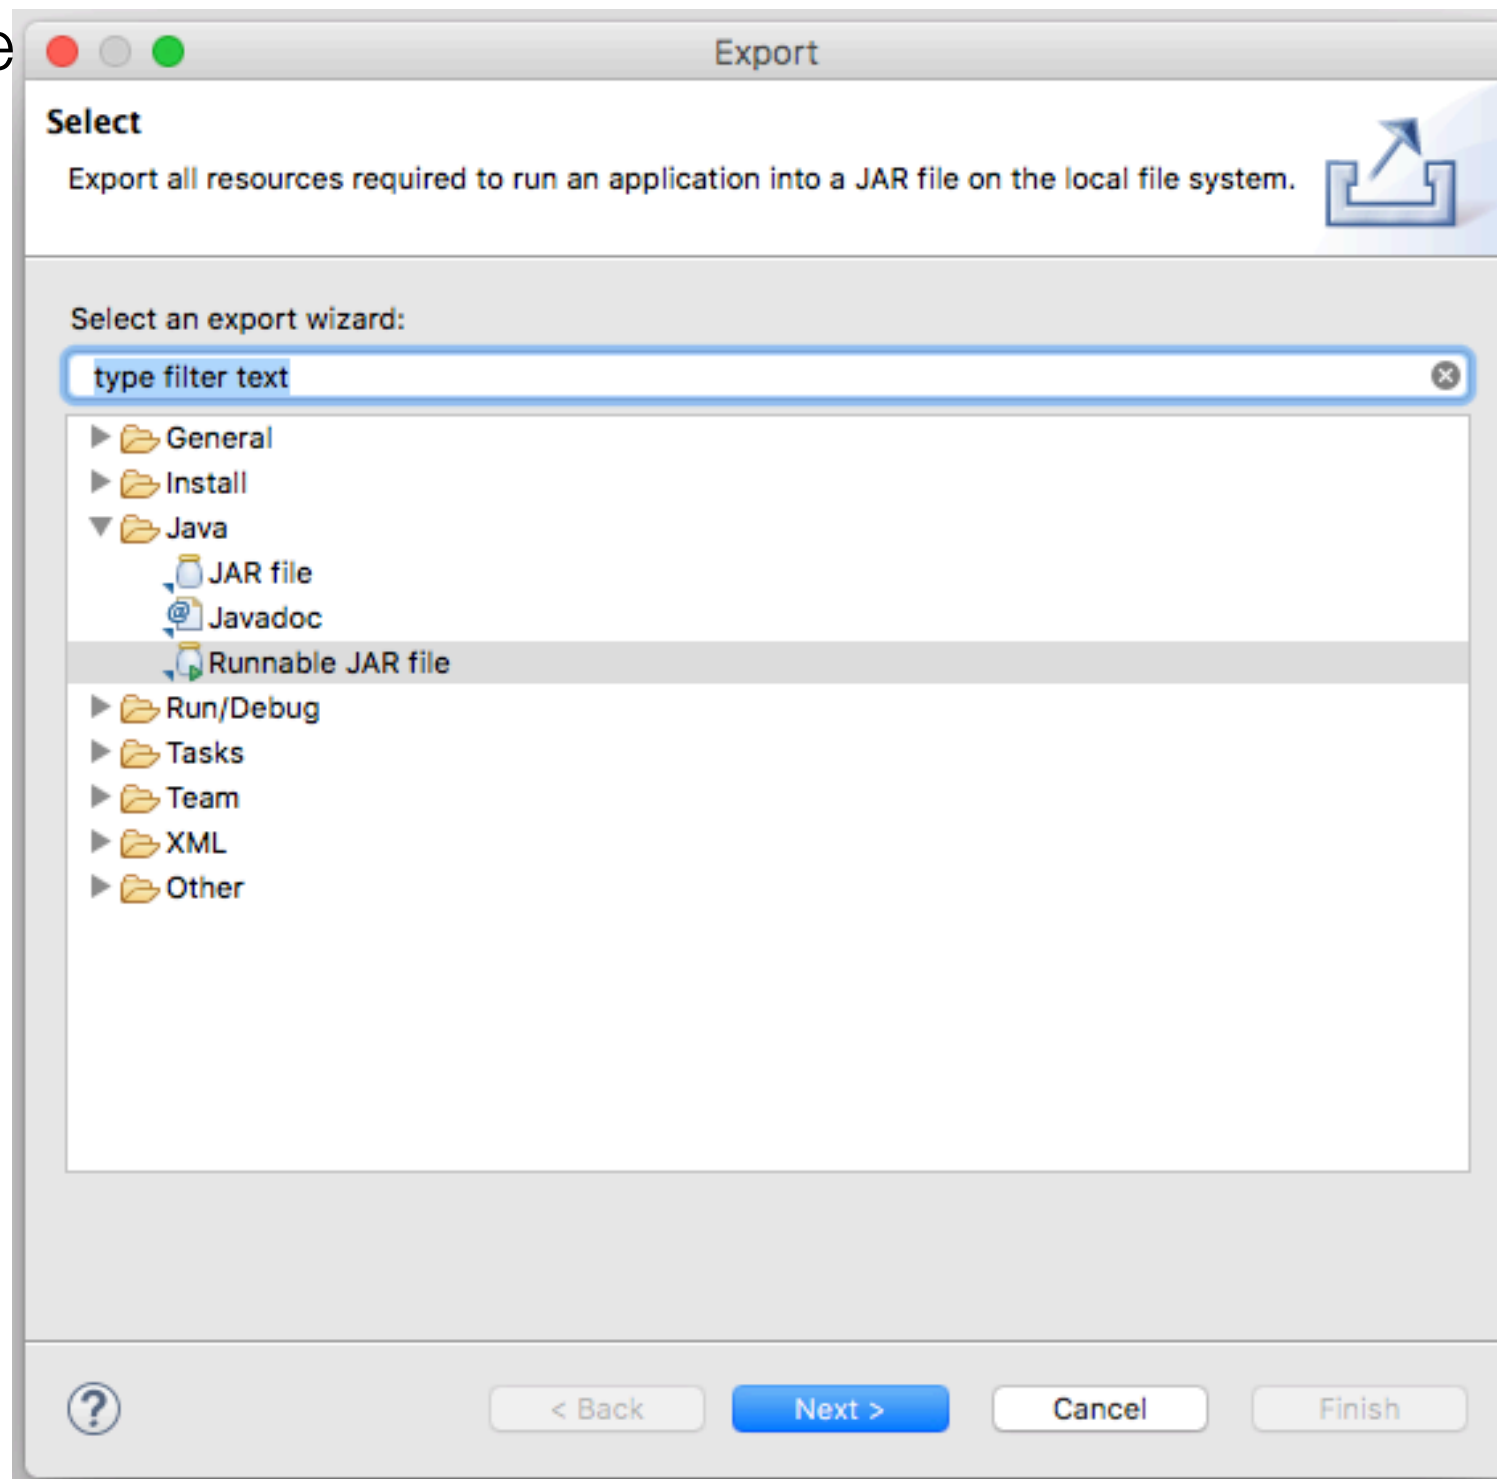 e
Export
Select
Export all resources required to run an application into a JAR file on the local file system.
Select an export wizard:
type filter text
General
Install
Java
JAR file
@ Javadoc
Runnable JAR file
Run/Debug
Tasks
Team
XML
Other
? < Back Next > Cancel Finish